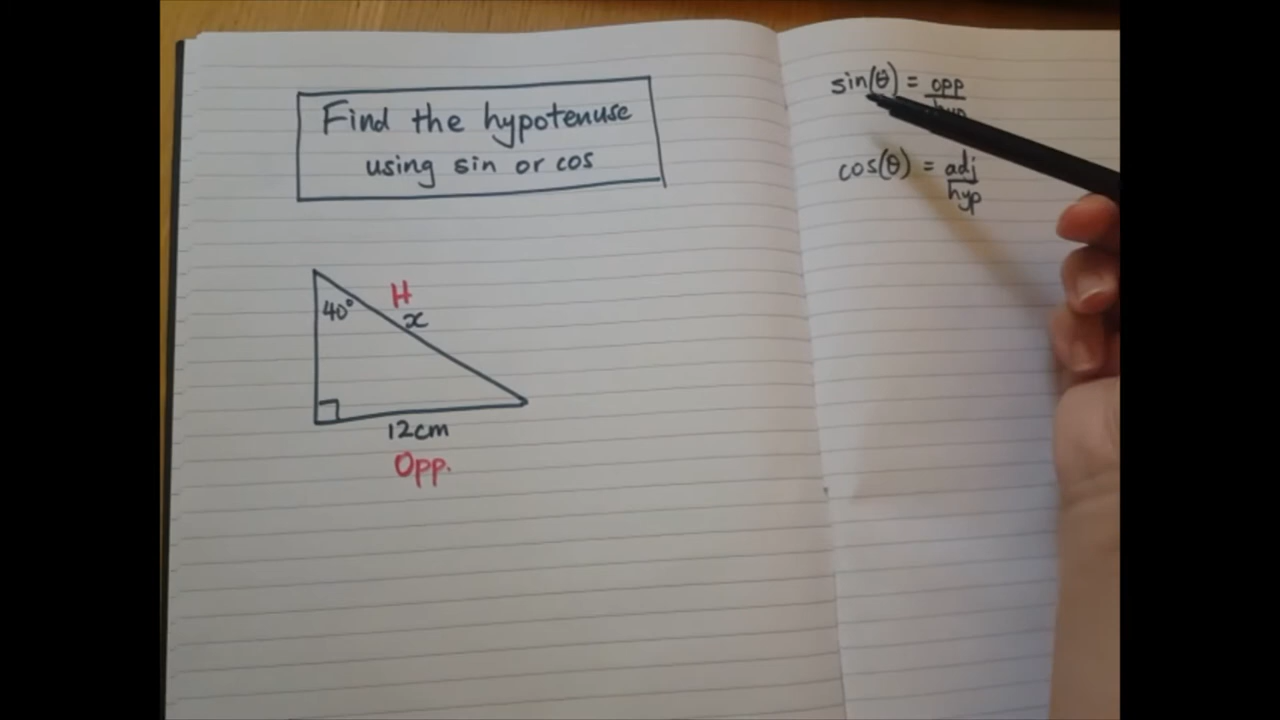 Find the hypotenuse
using sin or cos
sin(θ) = opp
cos(θ) = adj
hyp
40°
H
x
12cm
Opp.